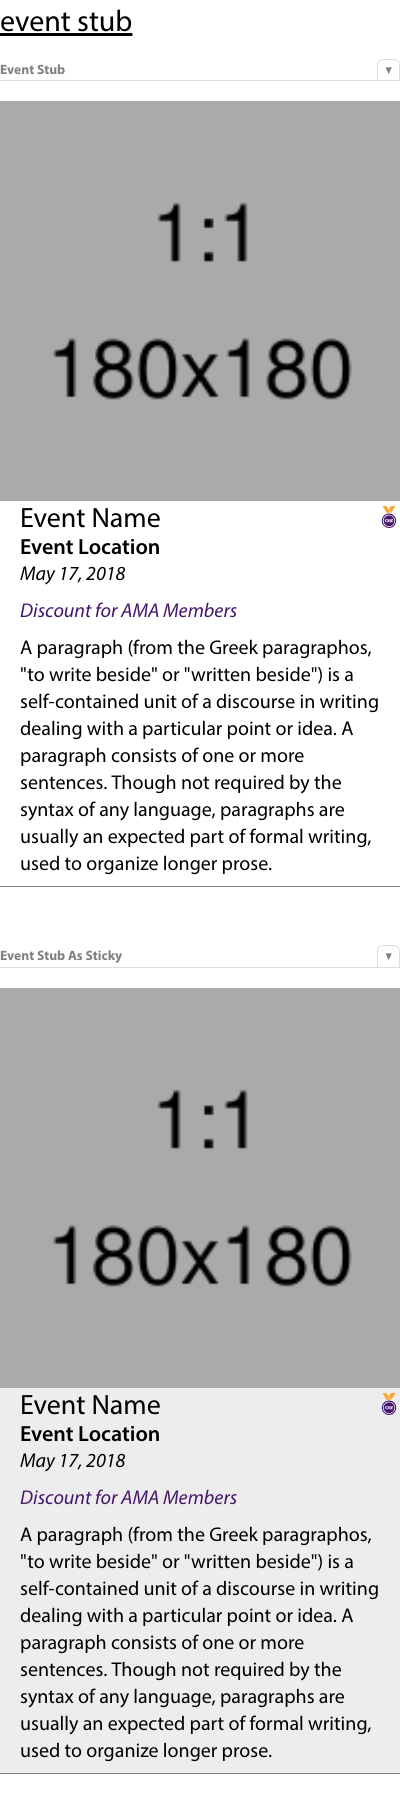 event stub
Event Stub
▼
1:1
180x180
Event Name
Event Location
May 17, 2018
Discount for AMA Members
A paragraph (from the Greek paragraphos,
"to write beside" or "written beside") is a
self-contained unit of a discourse in writing
dealing with a particular point or idea. A
paragraph consists of one or more
sentences. Though not required by the
syntax of any language, paragraphs are
usually an expected part of formal writing,
used to organize longer prose.
Event Stub As Sticky
▼
1:1
180x180
Event Name
Event Location
May 17, 2018
Discount for AMA Members
A paragraph (from the Greek paragraphos,
"to write beside" or "written beside") is a
self-contained unit of a discourse in writing
dealing with a particular point or idea. A
paragraph consists of one or more
sentences. Though not required by the
syntax of any language, paragraphs are
usually an expected part of formal writing,
used to organize longer prose.